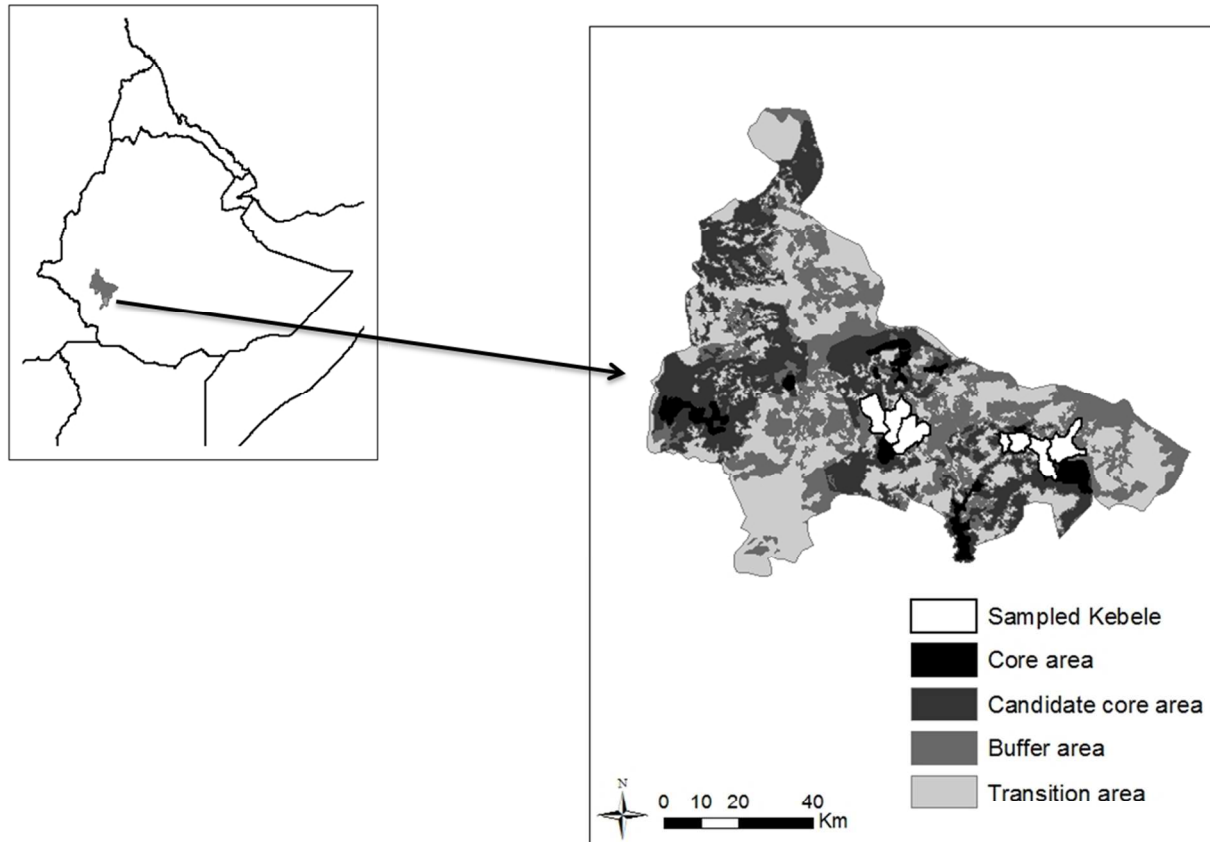 Sampled Kebele
Core area
Candidate core area
Buffer area
Transition area
N
0 10 20 40
Km